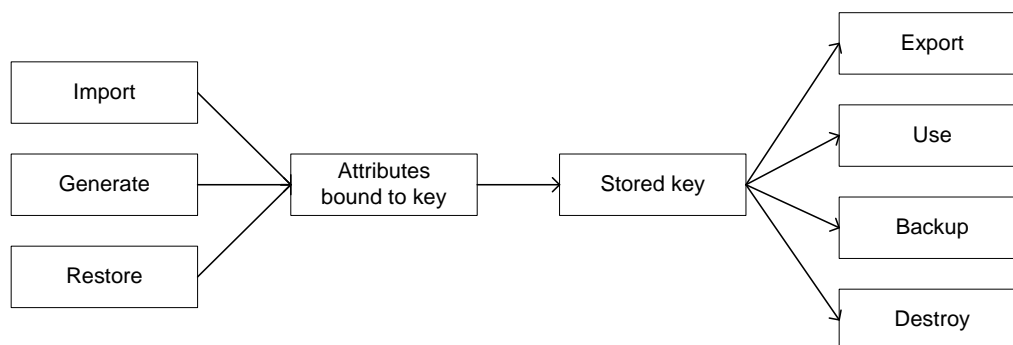 Import
Generate
Restore
Attributes
bound to key
Stored key
Export
Use
Backup
Destroy